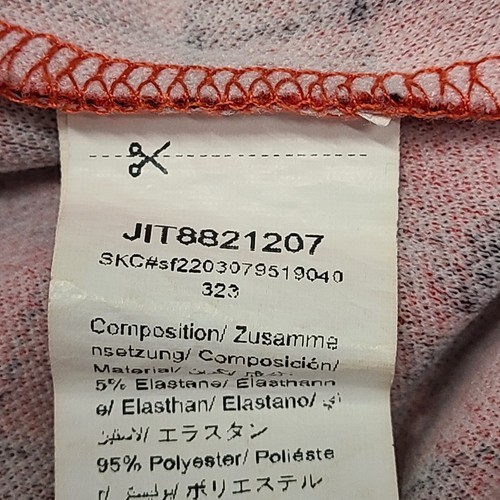 JIT8821207
SKC#sf2203079519040
323
Composition/ Zusamme
nsetzung/ Composición/
Material/
5% Elastane/ Elasthann
e/ Elasthan/ Elastano/
/ エラスタン
95% Polyester/ Poliéste
r/ / ポリエステル